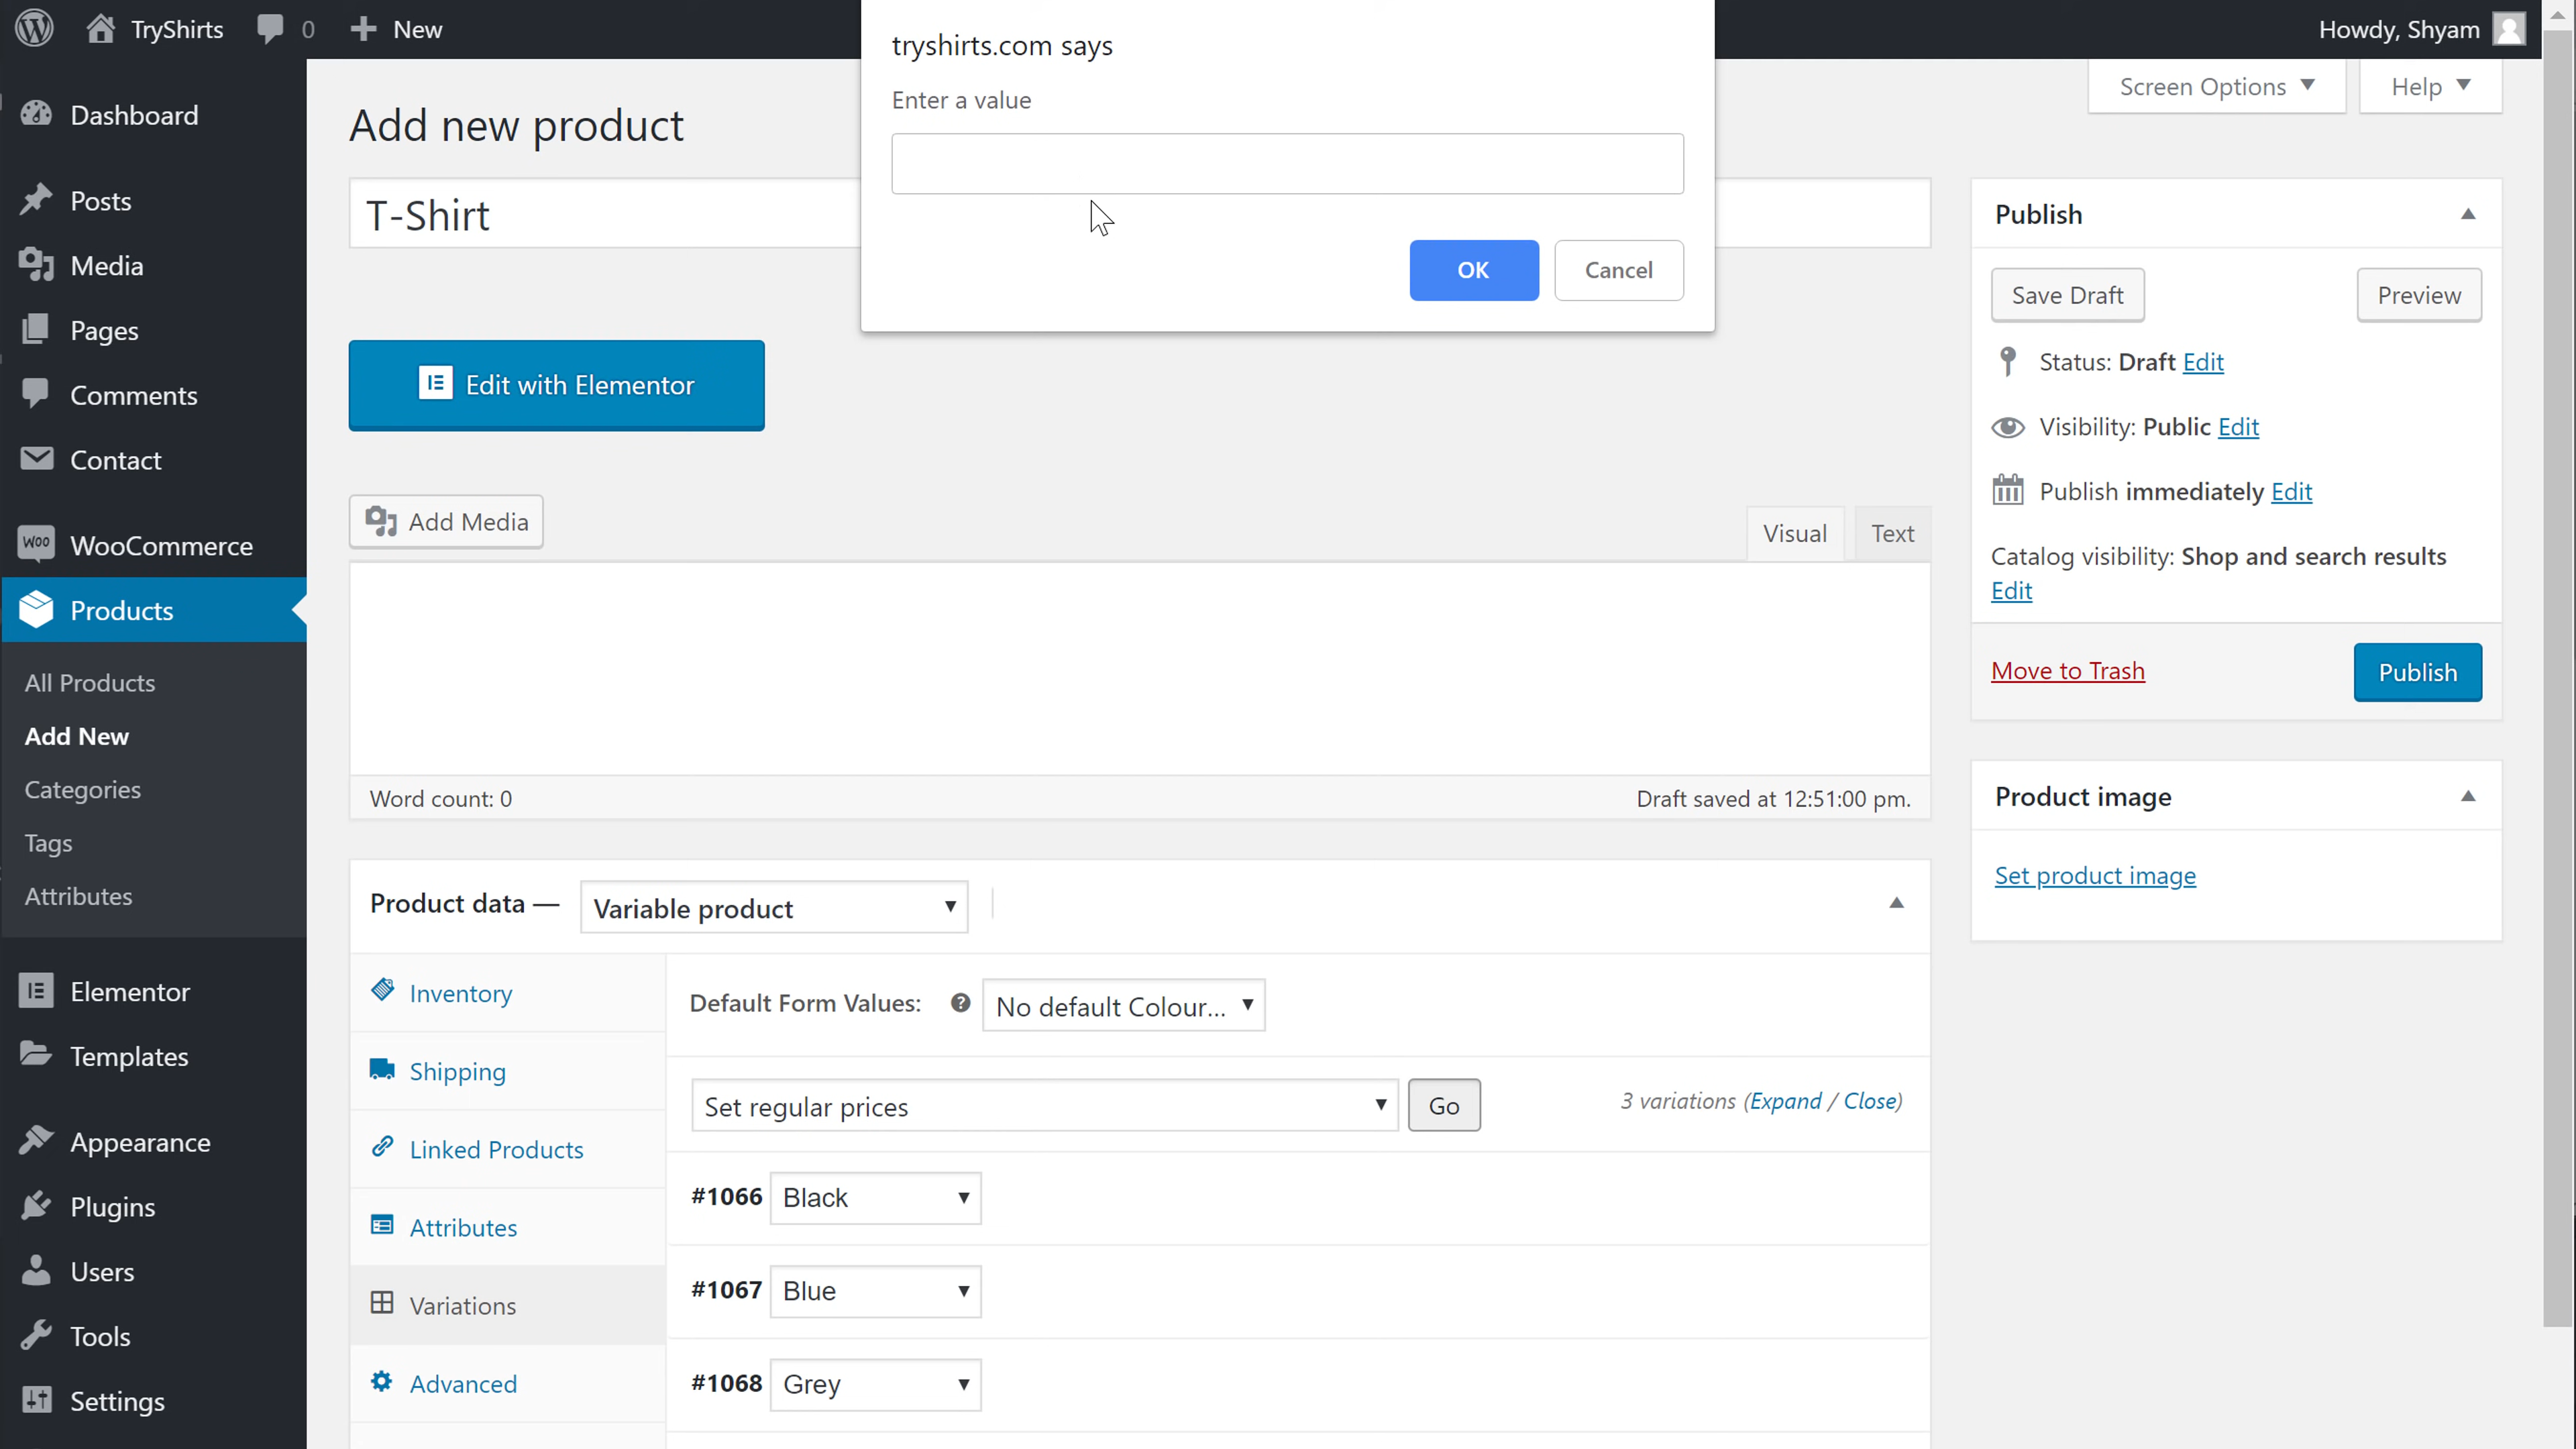 TryShirts
0
New
Howdy, Shyam
Dashboard
Posts
Media
Pages
Comments
Contact
WOO
WooCommerce
Products
All Products
Add New
Categories
Tags
Attributes
Elementor
Templates
Appearance
Plugins
Users
Tools
Settings
tryshirts.com says
Enter a value
OK
Cancel
Screen Options
Help
Add new product
T-Shirt
Edit with Elementor
Add Media
Visual
Text
Word count: 0
Draft saved at 12:51:00 pm.
Product data —
Variable product
Inventory
Shipping
Linked Products
Attributes
Variations
Advanced
Default Form Values:
No default Colour...
Set regular prices
Go
3 variations (Expand / Close)
#1066 Black
#1067 Blue
#1068 Grey
Publish
Save Draft
Preview
Status: Draft Edit
Visibility: Public Edit
Publish immediately Edit
Catalog visibility: Shop and search results
Edit
Move to Trash
Publish
Product image
Set product image